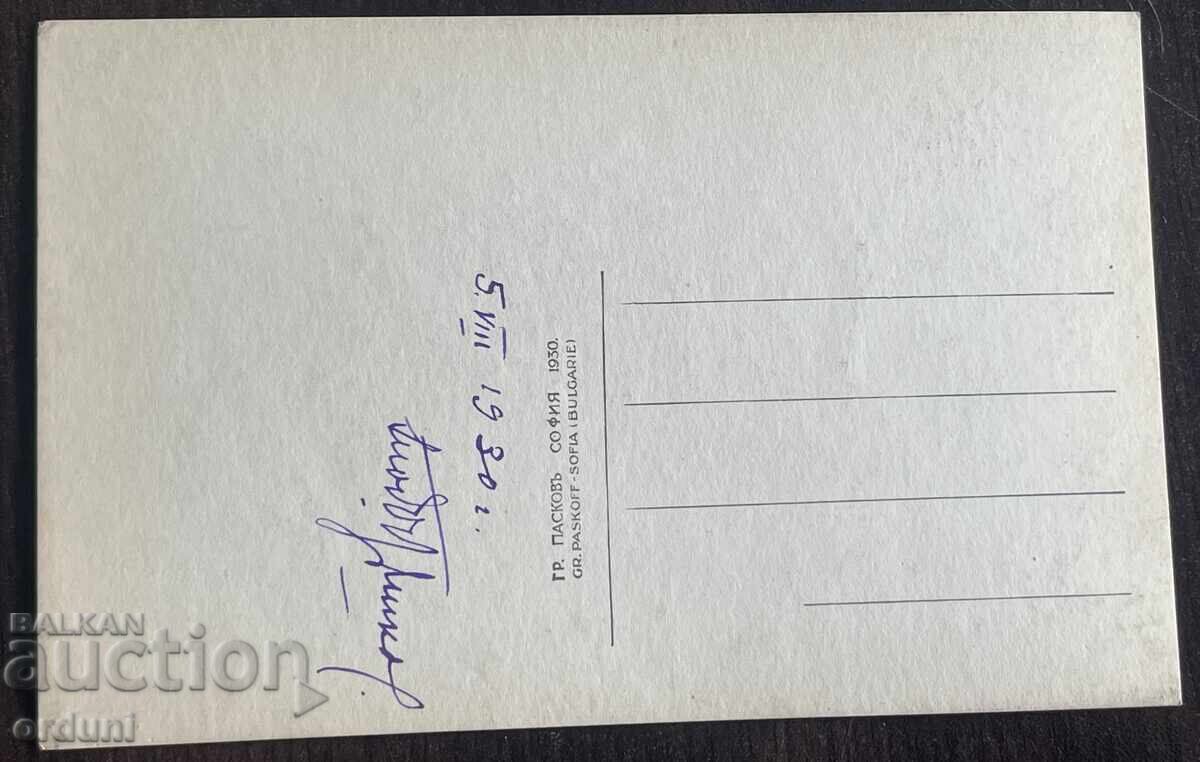 5. VIII 1930 г.
ГР. ПАСКОВЪ СОФИЯ 1930.
GR. PASKOFF - SOFIA (BULGARIE)
BALKAN
auction
orduni